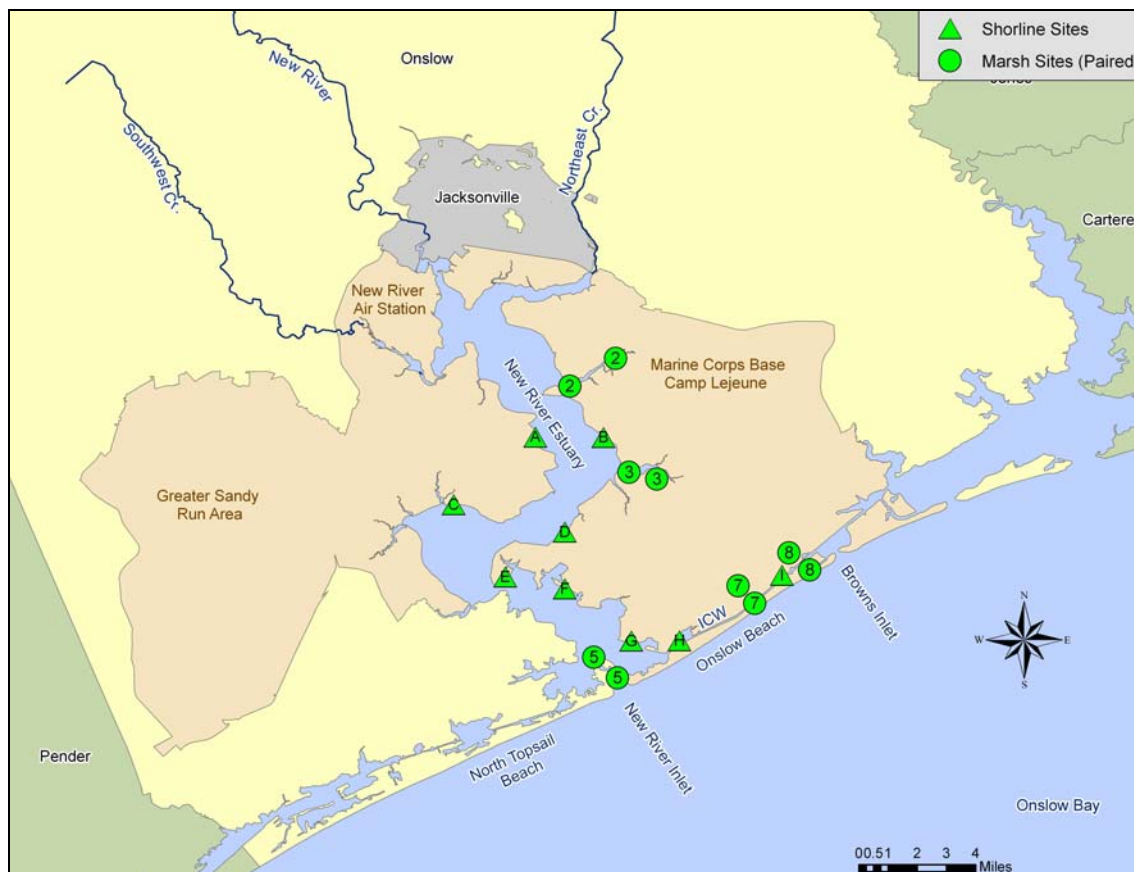 Shorline Sites
Marsh Sites (Paired
Jones
Onslow
New River
Southwest Cr.
Northeast Cr.
Jacksonville
Cartere
New River
Air Station
Marine Corps Base
Camp Lejeune
2
2
New River Estuary
A
B
3
3
Greater Sandy
Run Area
C
D
E
F
8
8
I
7
7
Browns Inlet
ICW
Onslow Beach
G
H
5
5
N
W
E
S
New River Inlet
North Topsail
Beach
Pender
Onslow Bay
0 0.5 1 2 3 4
Miles